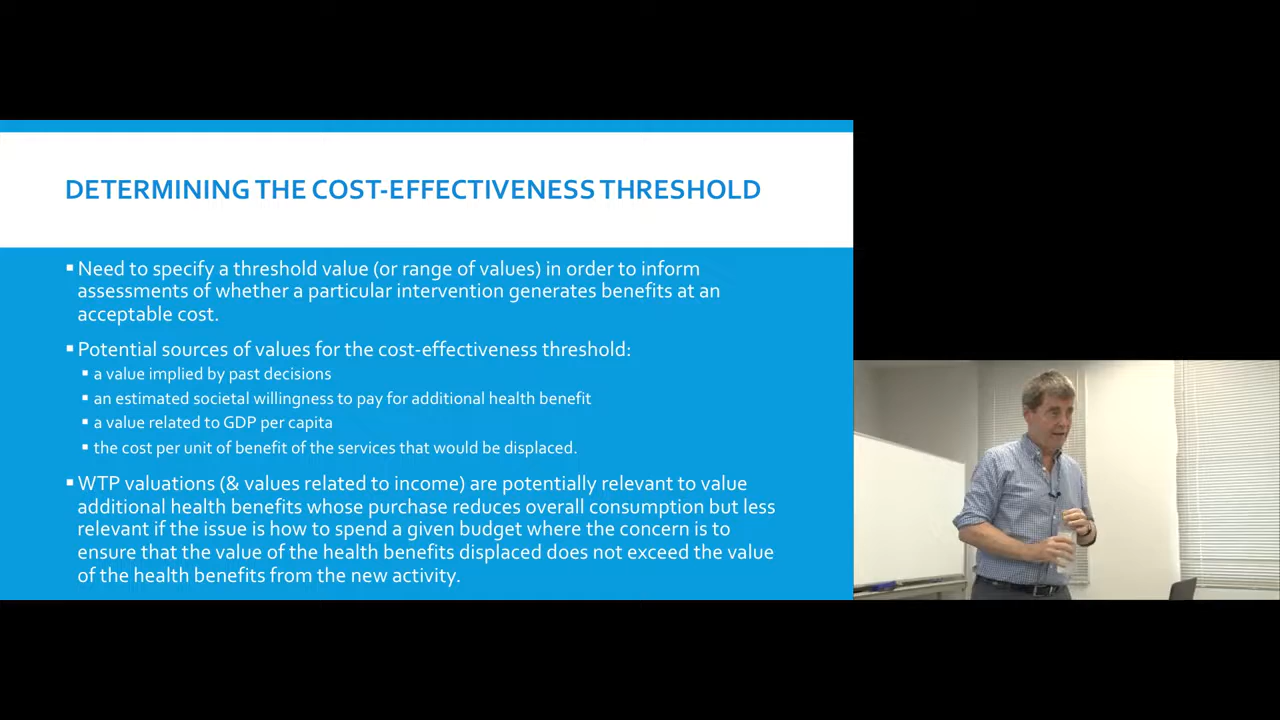 DETERMINING THE COST-EFFECTIVENESS THRESHOLD
▪ Need to specify a threshold value (or range of values) in order to inform
assessments of whether a particular intervention generates benefits at an
acceptable cost.
▪ Potential sources of values for the cost-effectiveness threshold:
▪ a value implied by past decisions
▪ an estimated societal willingness to pay for additional health benefit
▪ a value related to GDP per capita
▪ the cost per unit of benefit of the services that would be displaced.
▪ WTP valuations (& values related to income) are potentially relevant to value
additional health benefits whose purchase reduces overall consumption but less
relevant if the issue is how to spend a given budget where the concern is to
ensure that the value of the health benefits displaced does not exceed the value
of the health benefits from the new activity.